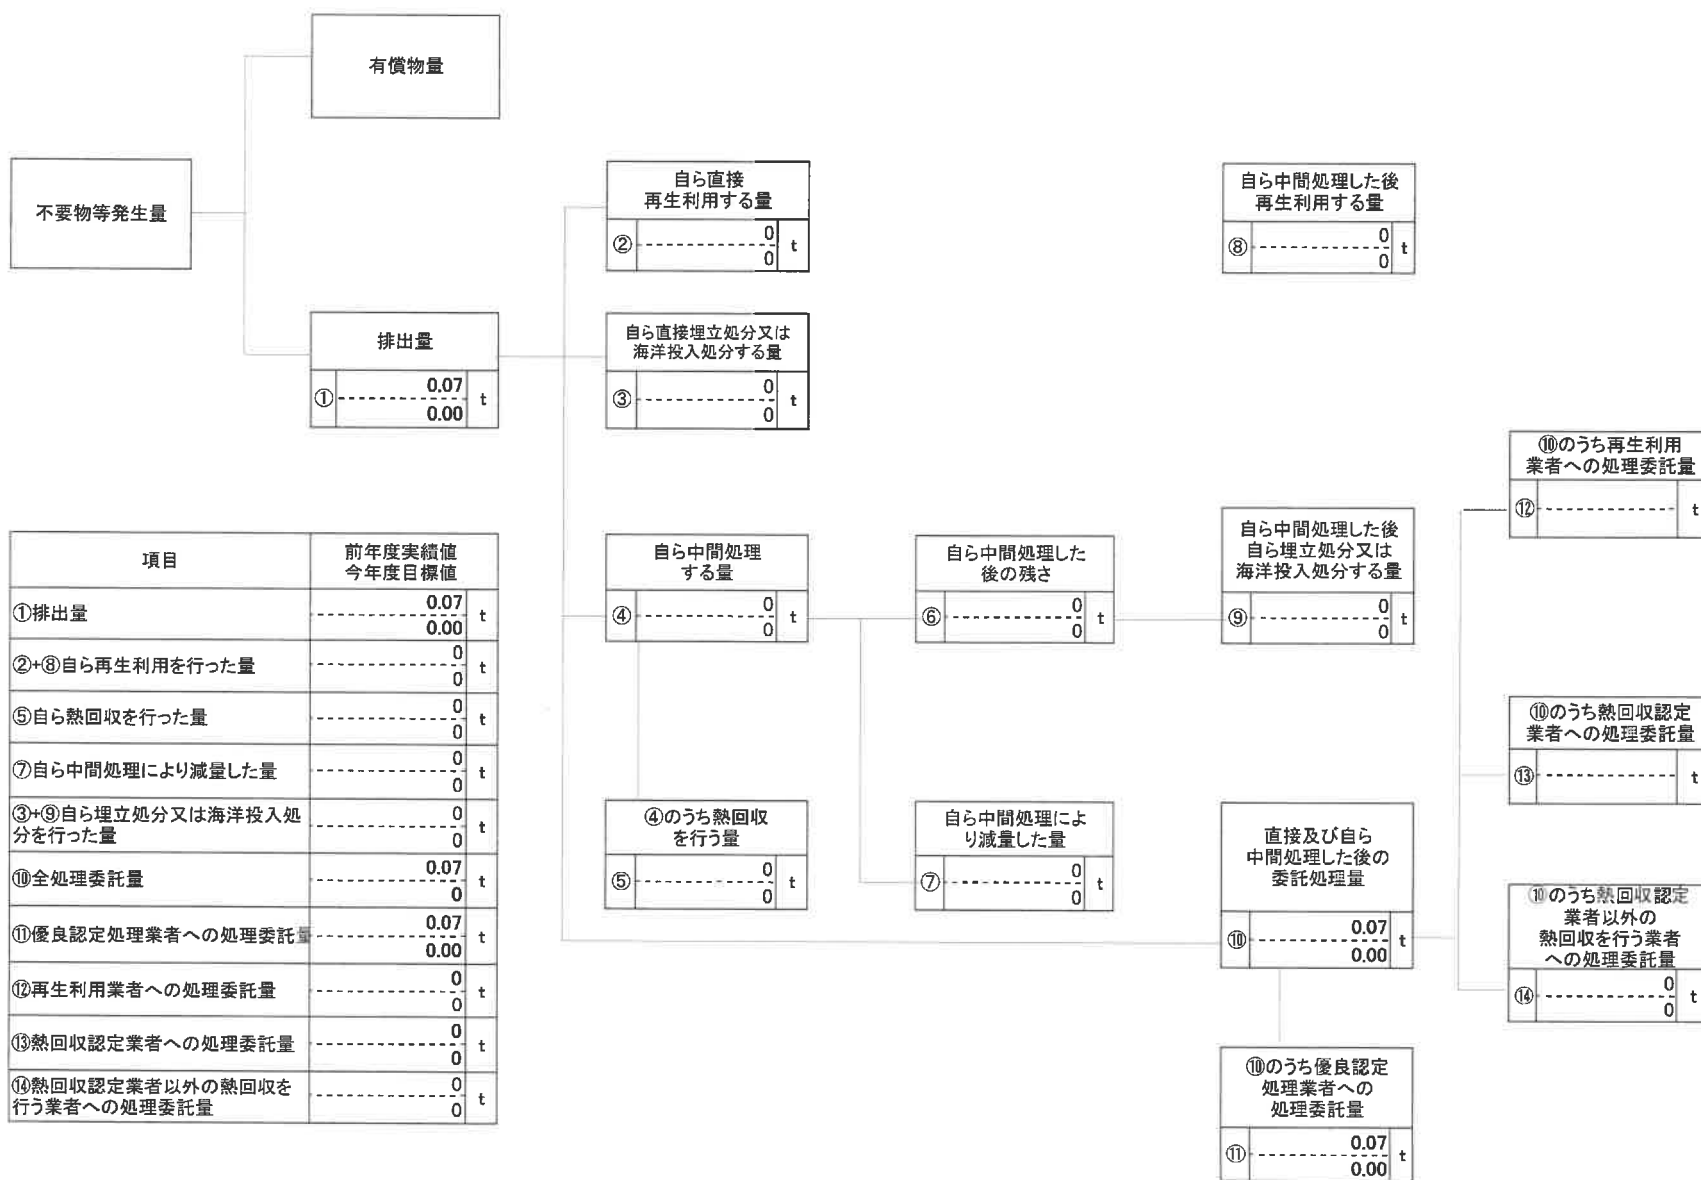 有償物量
不要物等発生量
排出量
① 0.07 t
0.00
自ら直接
再生利用する量
② 0 t
0
自ら直接埋立処分又は
海洋投入処分する量
③ 0 t
0
自ら中間処理
する量
④ 0 t
0
④のうち熱回収
を行う量
⑤ 0 t
0
自ら中間処理した
後の残さ
⑥ 0 t
0
自ら中間処理によ
り減量した量
⑦ 0 t
0
自ら中間処理した後
再生利用する量
⑧ 0 t
0
自ら中間処理した後
自ら埋立処分又は
海洋投入処分する量
⑨ 0 t
0
直接及び自ら
中間処理した後の
委託処理量
⑩ 0.07 t
0.00
⑩のうち優良認定
処理業者への
処理委託量
⑪ 0.07 t
0.00
⑩のうち再生利用
業者への処理委託量
⑫ t
⑩のうち熱回収認定
業者への処理委託量
⑬ t
⑩のうち熱回収認定
業者以外の
熱回収を行う業者
への処理委託量
⑭ 0 t
0
項目 前年度実績値
今年度目標値
①排出量 0.07 t
0.00
②+⑧自ら再生利用を行った量 0 t
0
⑤自ら熱回収を行った量 0 t
0
⑦自ら中間処理により減量した量 0 t
0
③+⑨自ら埋立処分又は海洋投入処
分を行った量 0 t
0
⑩全処理委託量 0.07 t
0
⑪優良認定処理業者への処理委託量 0.07 t
0.00
⑫再生利用業者への処理委託量 0 t
0
⑬熱回収認定業者への処理委託量 0 t
0
⑭熱回収認定業者以外の熱回収を
行う業者への処理委託量 0 t
0